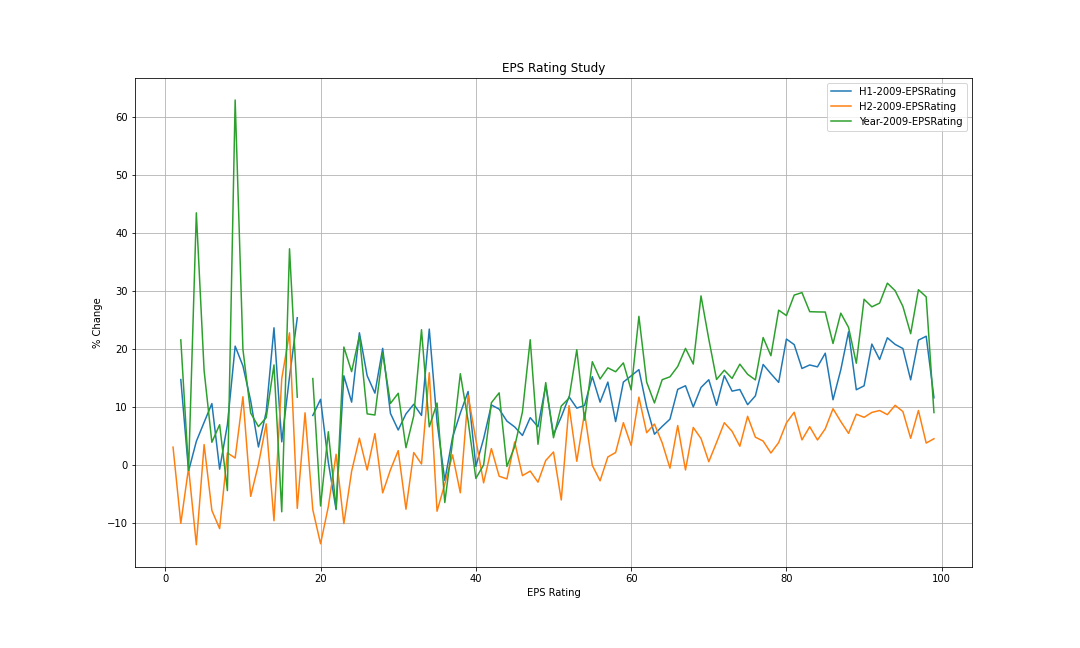 EPS Rating Study
H1-2009-EPSRating
H2-2009-EPSRating
Year-2009-EPSRating
% Change
60
50
40
30
20
10
0
−10
0 20 40 60 80 100
EPS Rating